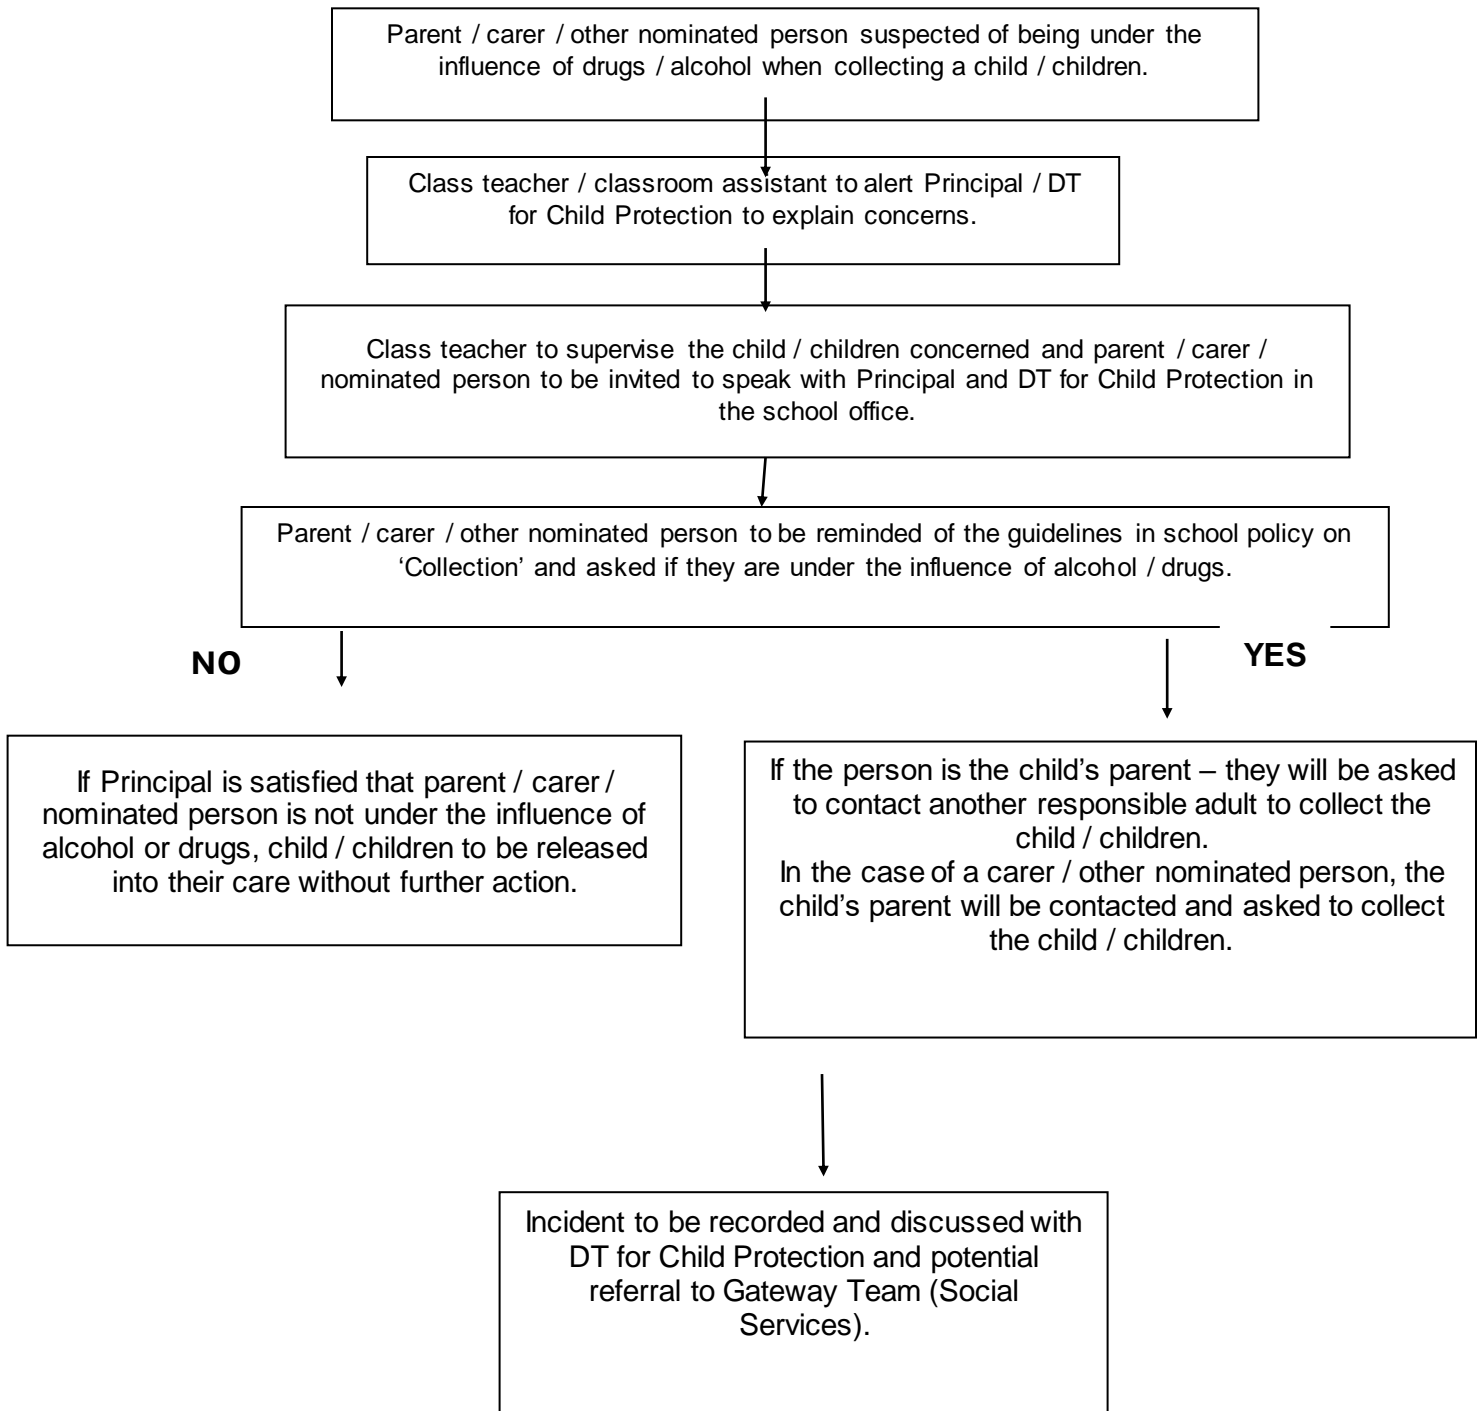 Parent / carer / other nominated person suspected of being under the
influence of drugs / alcohol when collecting a child / children.
Class teacher / classroom assistant to alert Principal / DT
for Child Protection to explain concerns.
Class teacher to supervise the child / children concerned and parent / carer /
nominated person to be invited to speak with Principal and DT for Child Protection in
the school office.
Parent / carer / other nominated person to be reminded of the guidelines in school policy on
‘Collection’ and asked if they are under the influence of alcohol / drugs.
NO
YES
If Principal is satisfied that parent / carer /
nominated person is not under the influence of
alcohol or drugs, child / children to be released
into their care without further action.
If the person is the child’s parent – they will be asked
to contact another responsible adult to collect the
child / children.
In the case of a carer / other nominated person, the
child’s parent will be contacted and asked to collect
the child / children.
Incident to be recorded and discussed with
DT for Child Protection and potential
referral to Gateway Team (Social
Services).